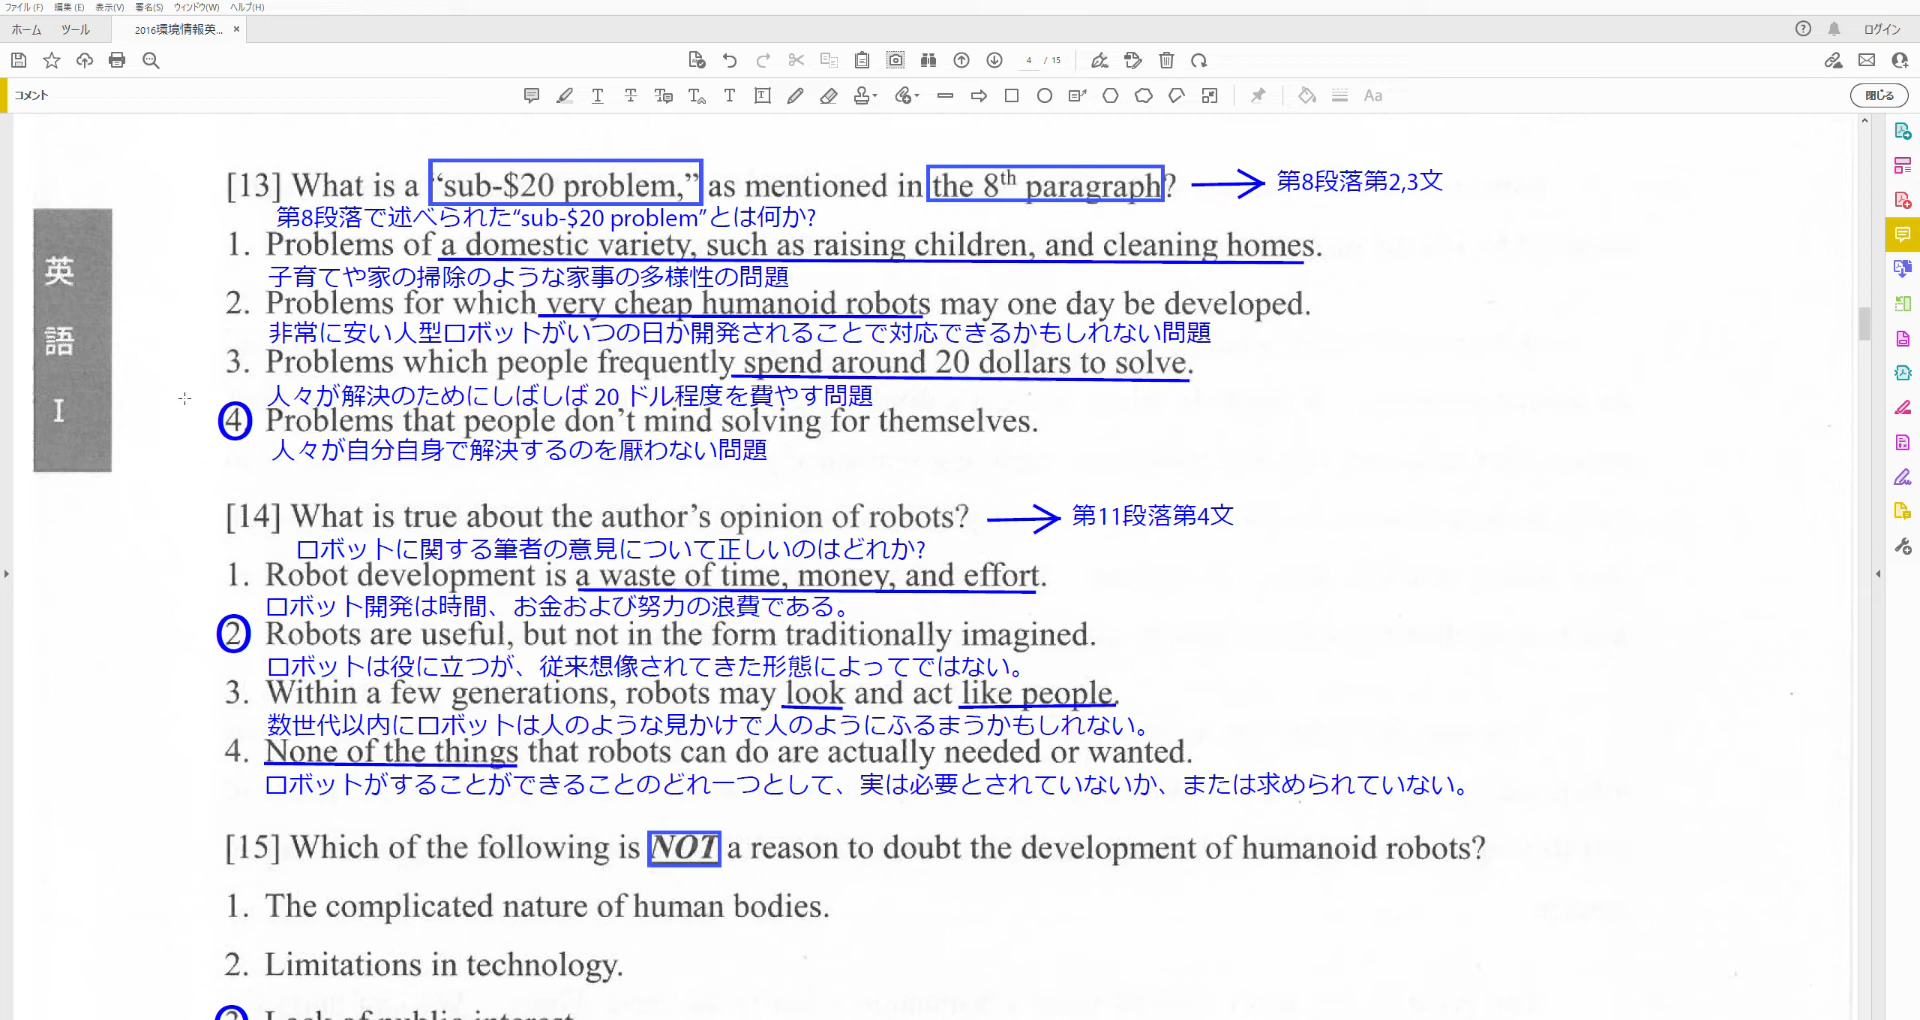 ファイル(F) 編集(E) 表示(V) 署名(S) ウィンドウ(W) ヘルプ(H)
ホーム ツール 2016環境情報英... × ログイン
4 / 15
コメント Aa 閉じる
[13] What is a “sub-$20 problem,” as mentioned in the 8th paragraph? 第8段落第2,3文
第8段落で述べられた“sub-$20 problem”とは何か?
1. Problems of a domestic variety, such as raising children, and cleaning homes.
子育てや家の掃除のような家事の多様性の問題
2. Problems for which very cheap humanoid robots may one day be developed.
非常に安い人型ロボットがいつの日か開発されることで対応できるかもしれない問題
3. Problems which people frequently spend around 20 dollars to solve.
人々が解決のためにしばしば 20 ドル程度を費やす問題
4. Problems that people don’t mind solving for themselves.
人々が自分自身で解決するのを厭わない問題
英語 I
[14] What is true about the author’s opinion of robots? 第11段落第4文
ロボットに関する筆者の意見について正しいのはどれか?
1. Robot development is a waste of time, money, and effort.
ロボット開発は時間、お金および努力の浪費である。
2 Robots are useful, but not in the form traditionally imagined.
ロボットは役に立つが、従来想像されてきた形態によってではない。
3. Within a few generations, robots may look and act like people.
数世代以内にロボットは人のような見かけで人のようにふるまうかもしれない。
4. None of the things that robots can do are actually needed or wanted.
ロボットがすることができることのどれ一つとして、実は必要とされていないか、または求められていない。
[15] Which of the following is NOT a reason to doubt the development of humanoid robots?
1. The complicated nature of human bodies.
2. Limitations in technology.
3 Lack of public interest.